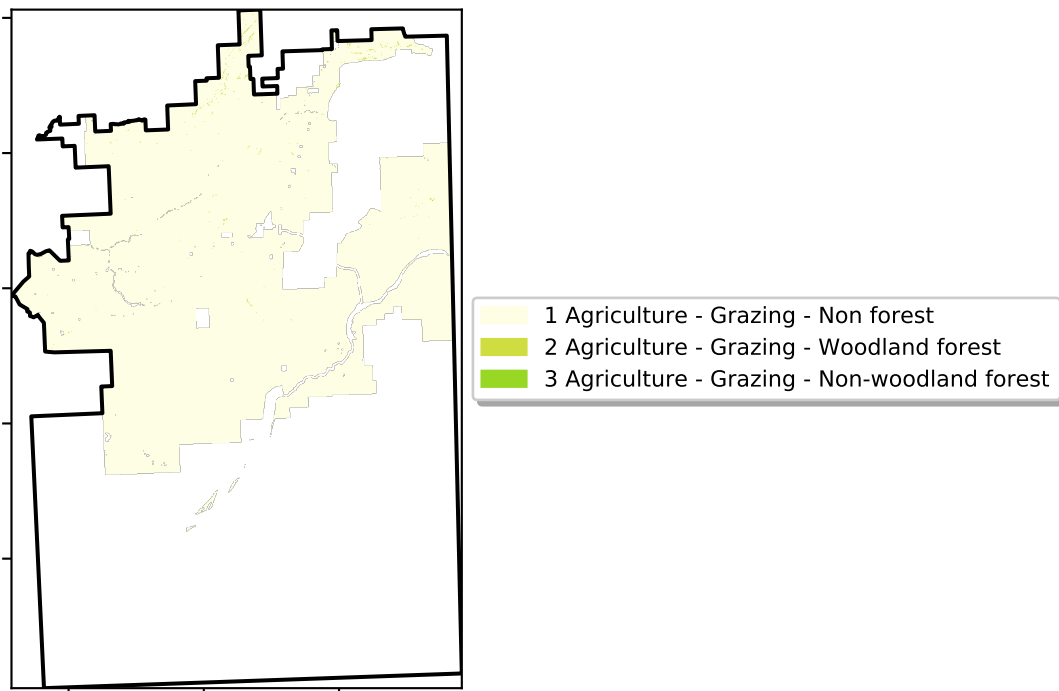 1 Agriculture - Grazing - Non forest
2 Agriculture - Grazing - Woodland forest
3 Agriculture - Grazing - Non-woodland forest